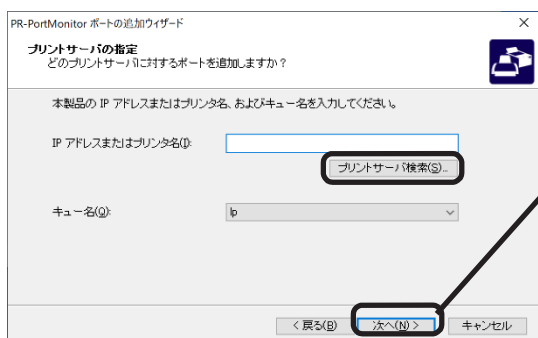 PR-PortMonitor ポートの追加ウィザード
プリントサーバの指定
どのプリントサーバに対するポートを追加しますか？
本製品の IP アドレスまたはプリンタ名、およびキュー名を入力してください。
IP アドレスまたはプリンタ名(I):
プリントサーバ検索(S)...
キュー名(Q):
lp
< 戻る(B)
次へ(N) >
キャンセル